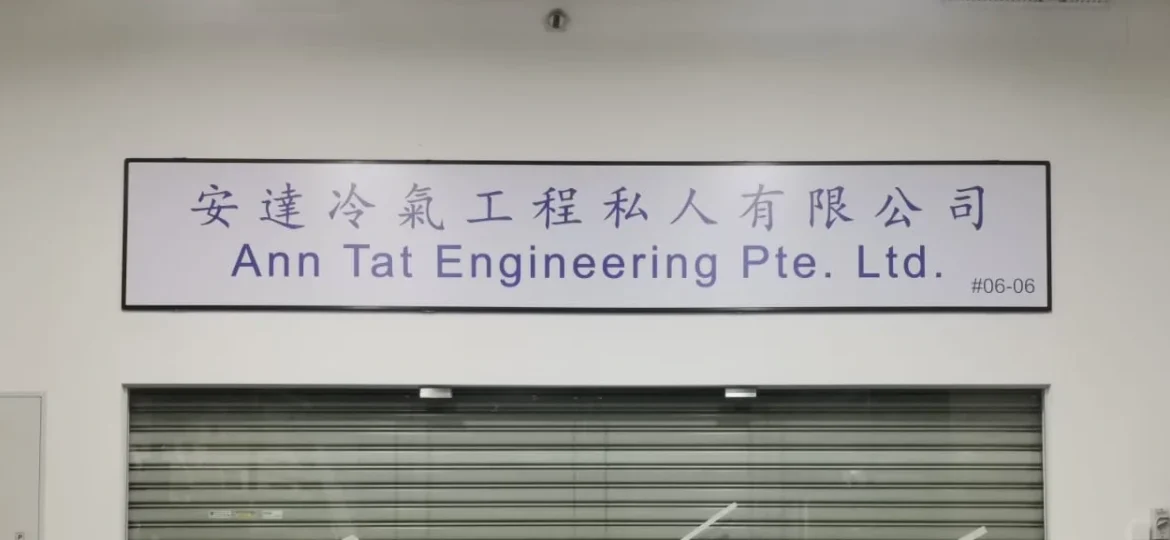 安達冷氣工程私人有限公司
Ann Tat Engineering Pte. Ltd.
#06-06